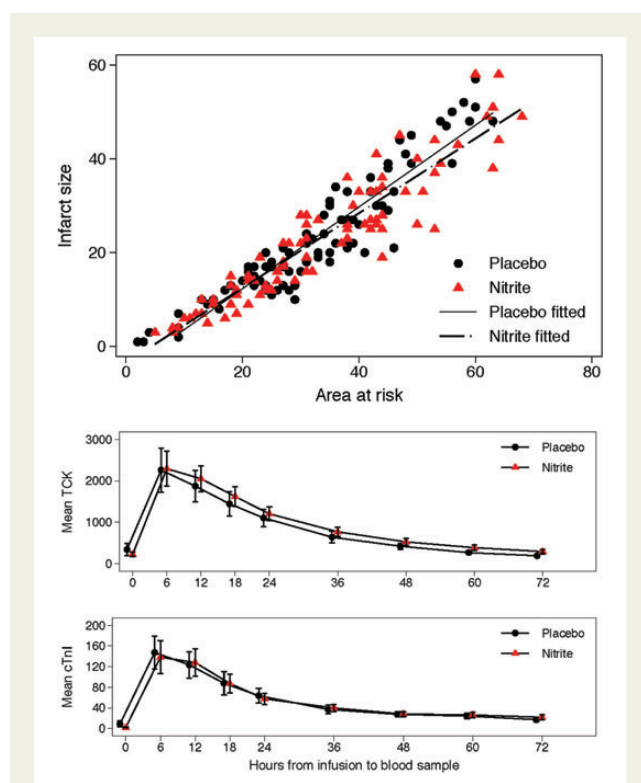 60
40
20
0
Infarct size
Placebo
Nitrite
Placebo fitted
Nitrite fitted
0 20 40 60 80
Area at risk
3000
2000
1000
0
Mean TCK
Placebo
Nitrite
0 6 12 18 24 36 48 60 72
200
160
120
80
40
0
Mean cTnI
Placebo
Nitrite
0 6 12 18 24 36 48 60 72
Hours from infusion to blood sample